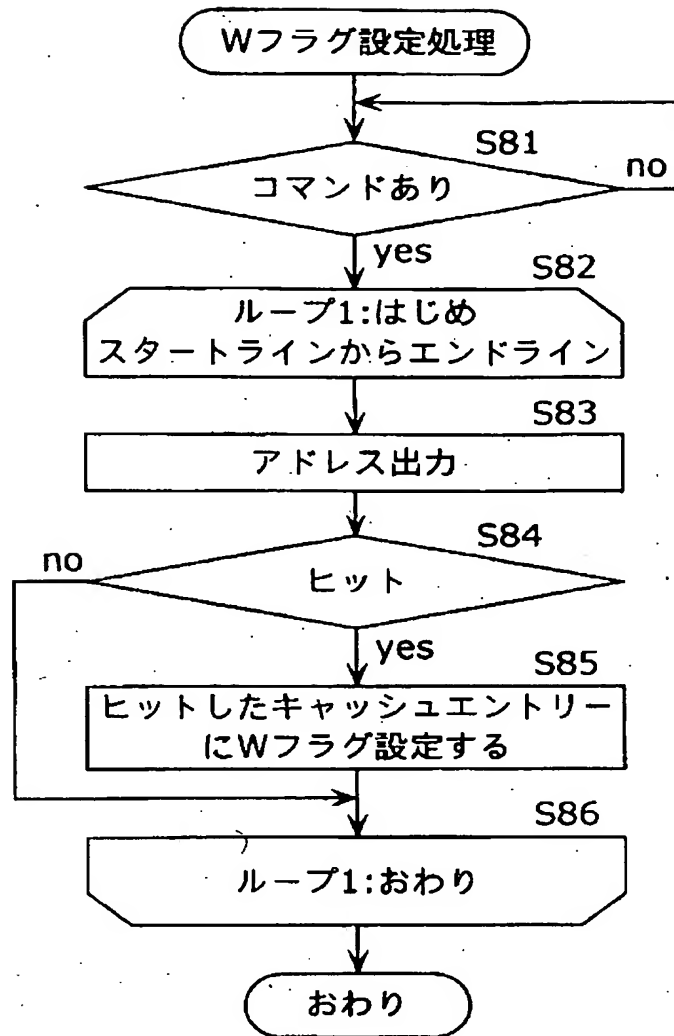 Wフラグ設定処理
S81
コマンドあり
no
yes
S82
ループ1:はじめ
スタートラインからエンドライン
S83
アドレス出力
S84
no
ヒット
yes
S85
ヒットしたキャッシュエントリー
にWフラグ設定する
S86
ループ1:おわり
おわり